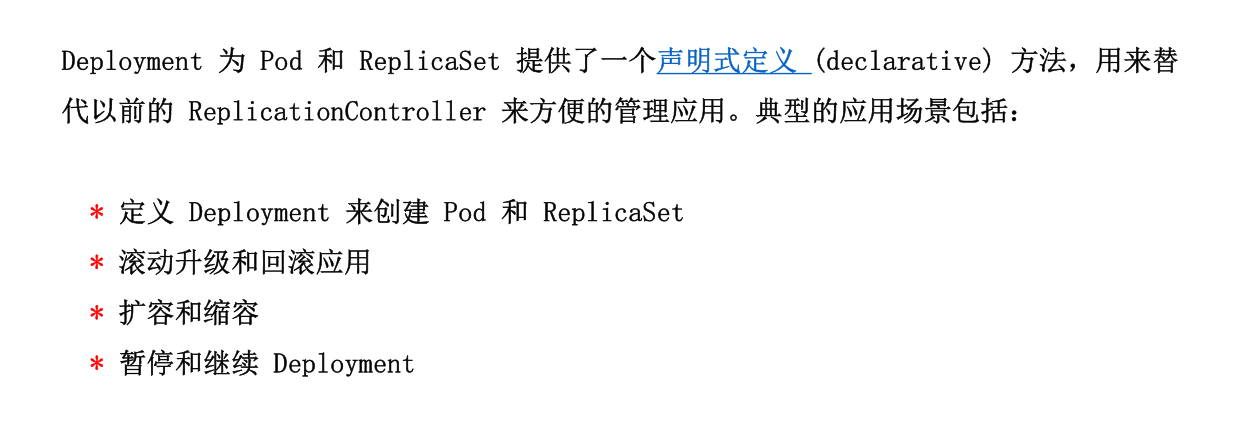 Deployment 为 Pod 和 ReplicaSet 提供了一个声明式定义 (declarative) 方法，用来替
代以前的 ReplicationController 来方便的管理应用。典型的应用场景包括：
* 定义 Deployment 来创建 Pod 和 ReplicaSet
* 滚动升级和回滚应用
* 扩容和缩容
* 暂停和继续 Deployment